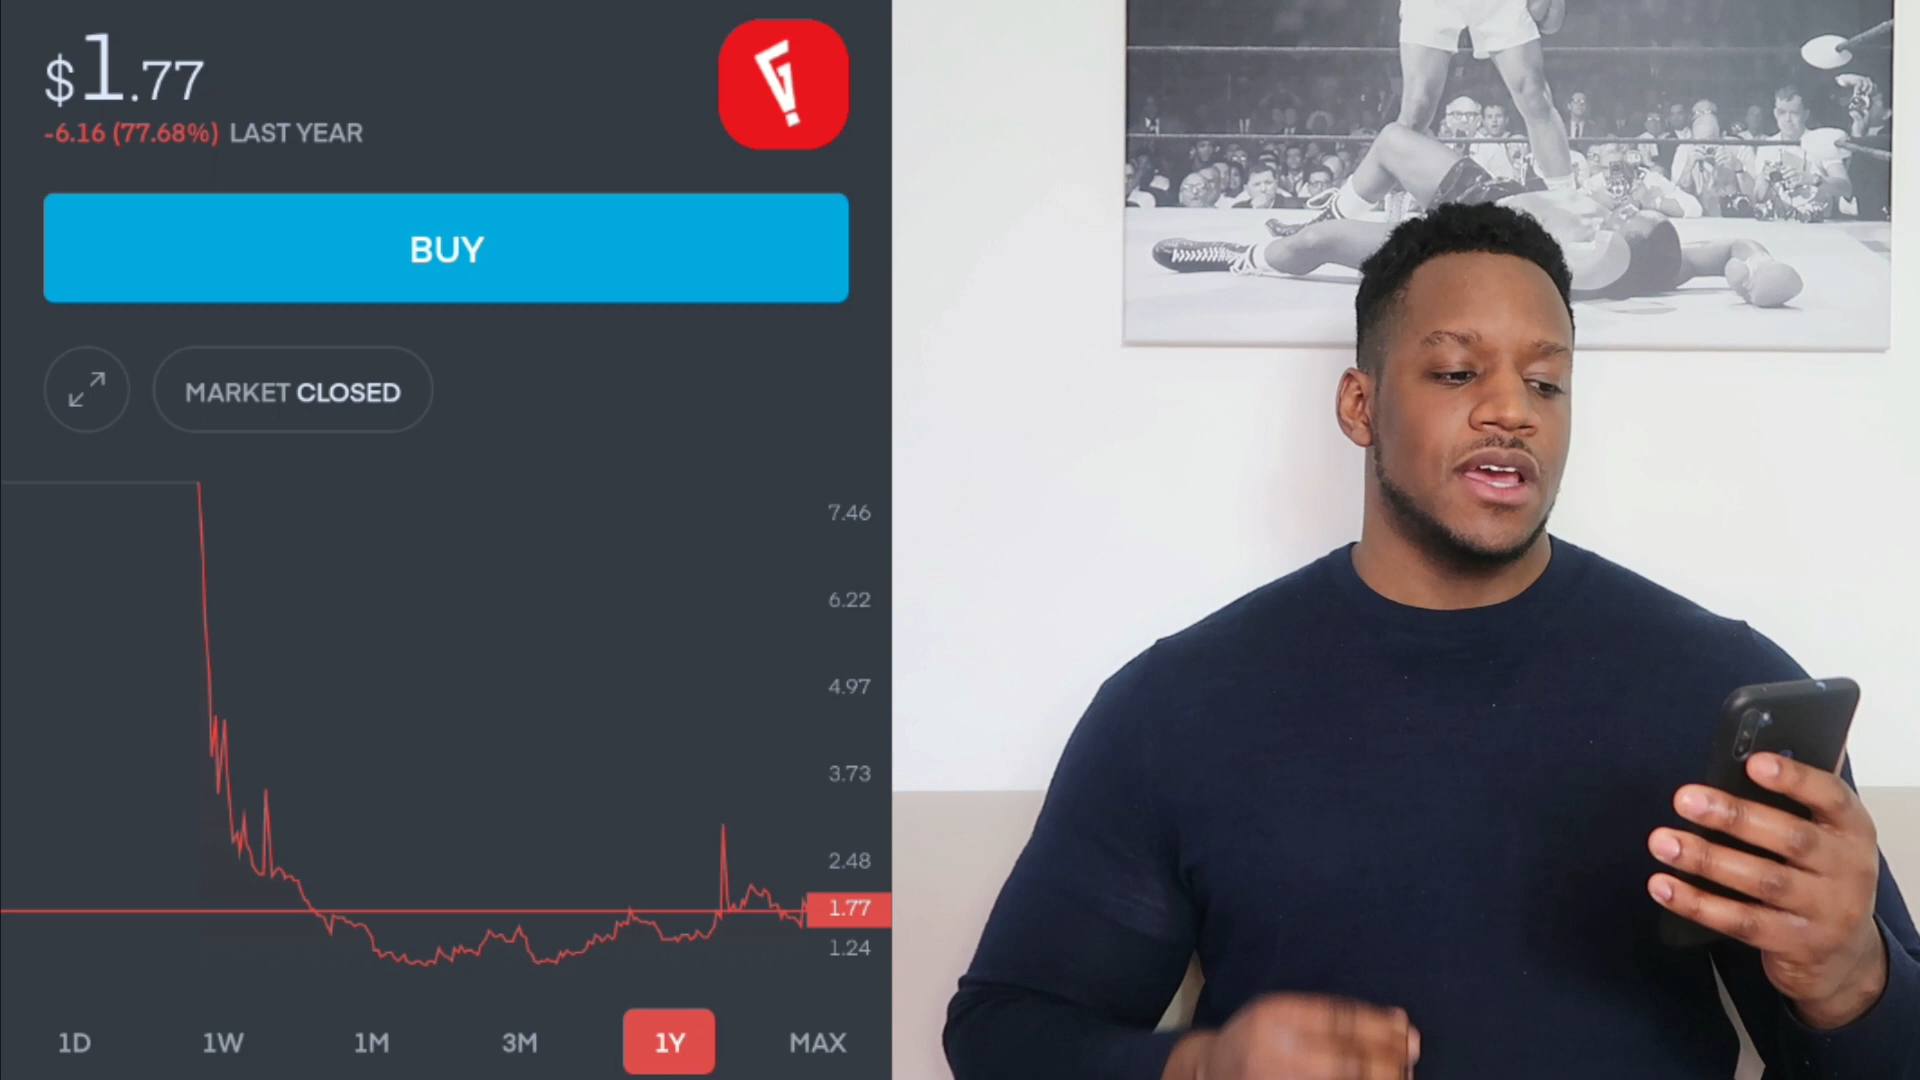 $1.77
-6.16 (77.68%) LAST YEAR
BUY
MARKET CLOSED
7.46
6.22
4.97
3.73
2.48
1.77
1.24
1D 1W 1M 3M 1Y MAX